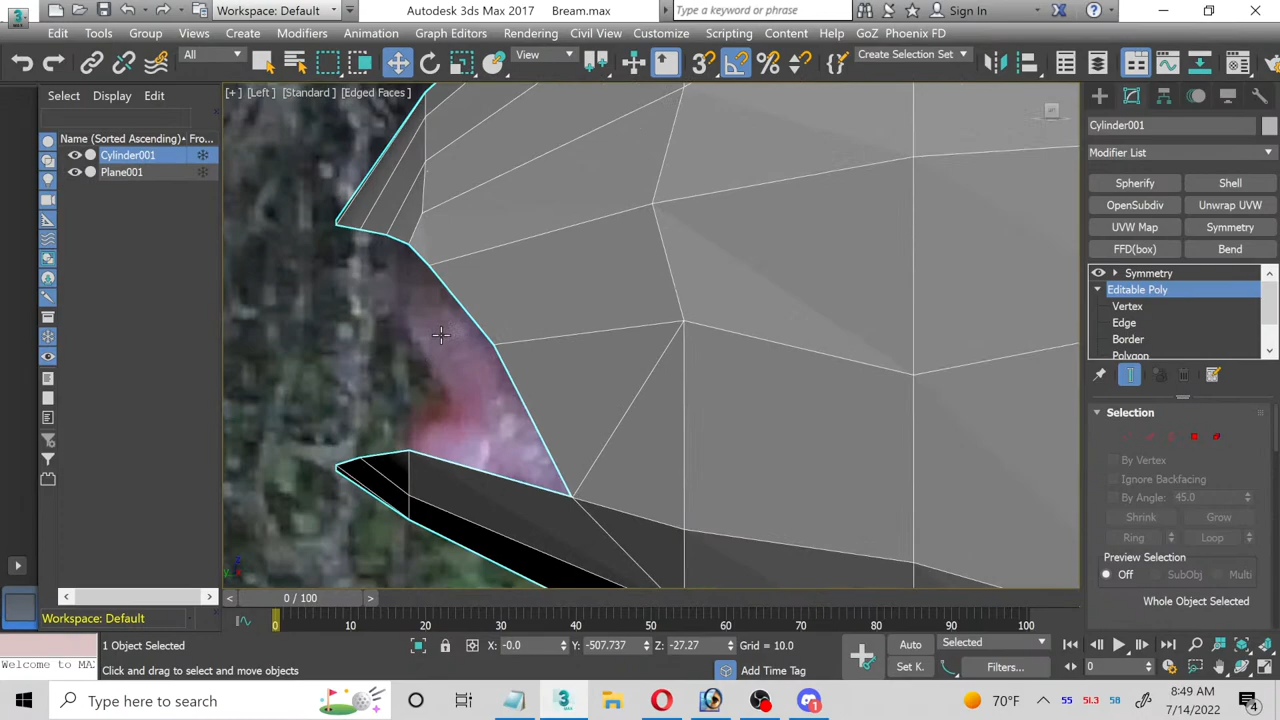 Workspace: Default
Autodesk 3ds Max 2017
Bream.max
Type a keyword or phrase
Sign In
Edit
Tools
Group
Views
Create
Modifiers
Animation
Graph Editors
Rendering
Civil View
Customize
Scripting
Content
Help
GoZ
Phoenix FD
All
View
Create Selection Set
Select
Display
Edit
[+] [Left] [Standard] [Edged Faces]
Name (Sorted Ascending)
Fro...
Cylinder001
Plane001
Cylinder001
Modifier List
Spherify
Shell
OpenSubdiv
Unwrap UVW
UVW Map
Symmetry
FFD(box)
Bend
Symmetry
Editable Poly
Vertex
Edge
Border
Polygon
Selection
By Vertex
Ignore Backfacing
By Angle:
45.0
Shrink
Grow
Ring
Loop
Preview Selection
Off
SubObj
Multi
Whole Object Selected
0 / 100
Workspace: Default
0
10
20
30
40
50
60
70
80
90
100
1 Object Selected
X: -0.0
Y: -507.737
Z: -27.27
Grid = 10.0
Auto
Selected
Welcome to MA
Click and drag to select and move objects
Add Time Tag
Set K.
Filters...
0
Type here to search
70°F
55
51.3
58
8:49 AM
7/14/2022
4
1